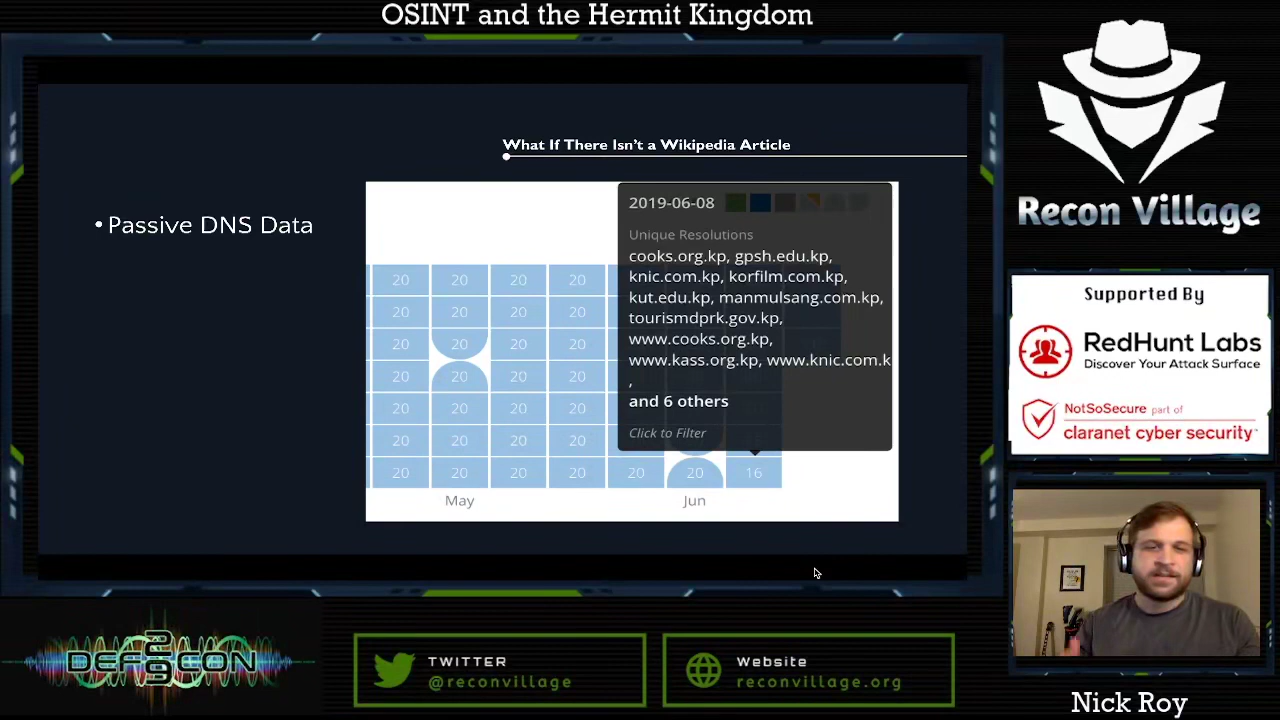 OSINT and the Hermit Kingdom
What If There Isn't a Wikipedia Article
• Passive DNS Data
2019-06-08
Unique Resolutions
cooks.org.kp, gpsh.edu.kp,
knic.com.kp, korfilm.com.kp,
kut.edu.kp, manmulsang.com.kp,
tourismdprk.gov.kp,
www.cooks.org.kp,
www.kass.org.kp, www.knic.com.k
,
and 6 others
Click to Filter
20 20 20 20
20 20 20 20
20 20 20 20
20 20 20 20
20 20 20 20
20 20 20 20
20 20 20 20 20 20 16
May Jun
Recon Village
Supported By
RedHunt Labs
Discover Your Attack Surface
NotSoSecure part of
claranet cyber security
DEFCON
TWITTER
@reconvillage
Website
reconvillage.org
Nick Roy